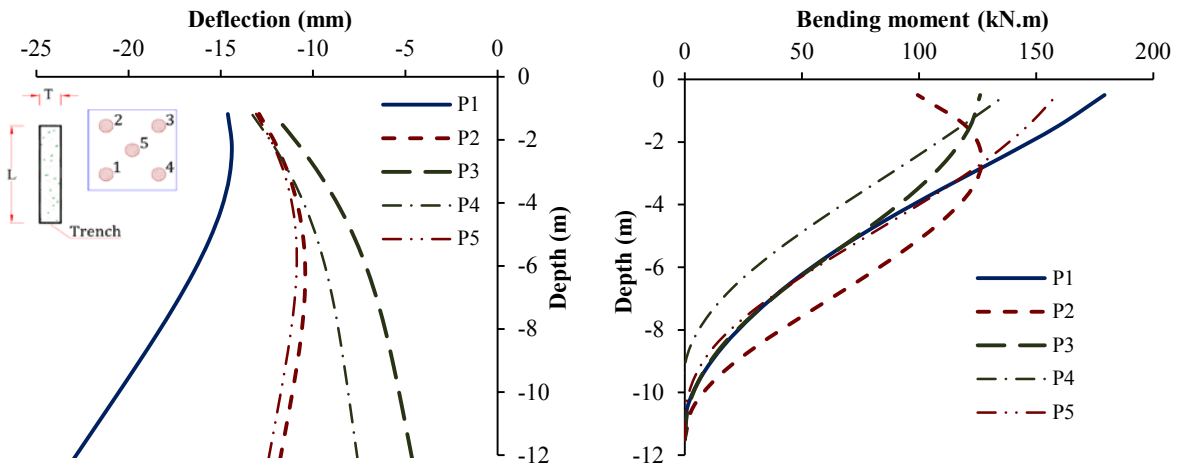 Deflection (mm)
-25 -20 -15 -10 -5 0
0
-2
-4
-6
-8
-10
-12
Depth (m)
T
L
Trench
2 3
5
1 4
P1
P2
P3
P4
P5
Bending moment (kN.m)
0 50 100 150 200
0
-2
-4
-6
-8
-10
-12
Depth (m)
P1
P2
P3
P4
P5